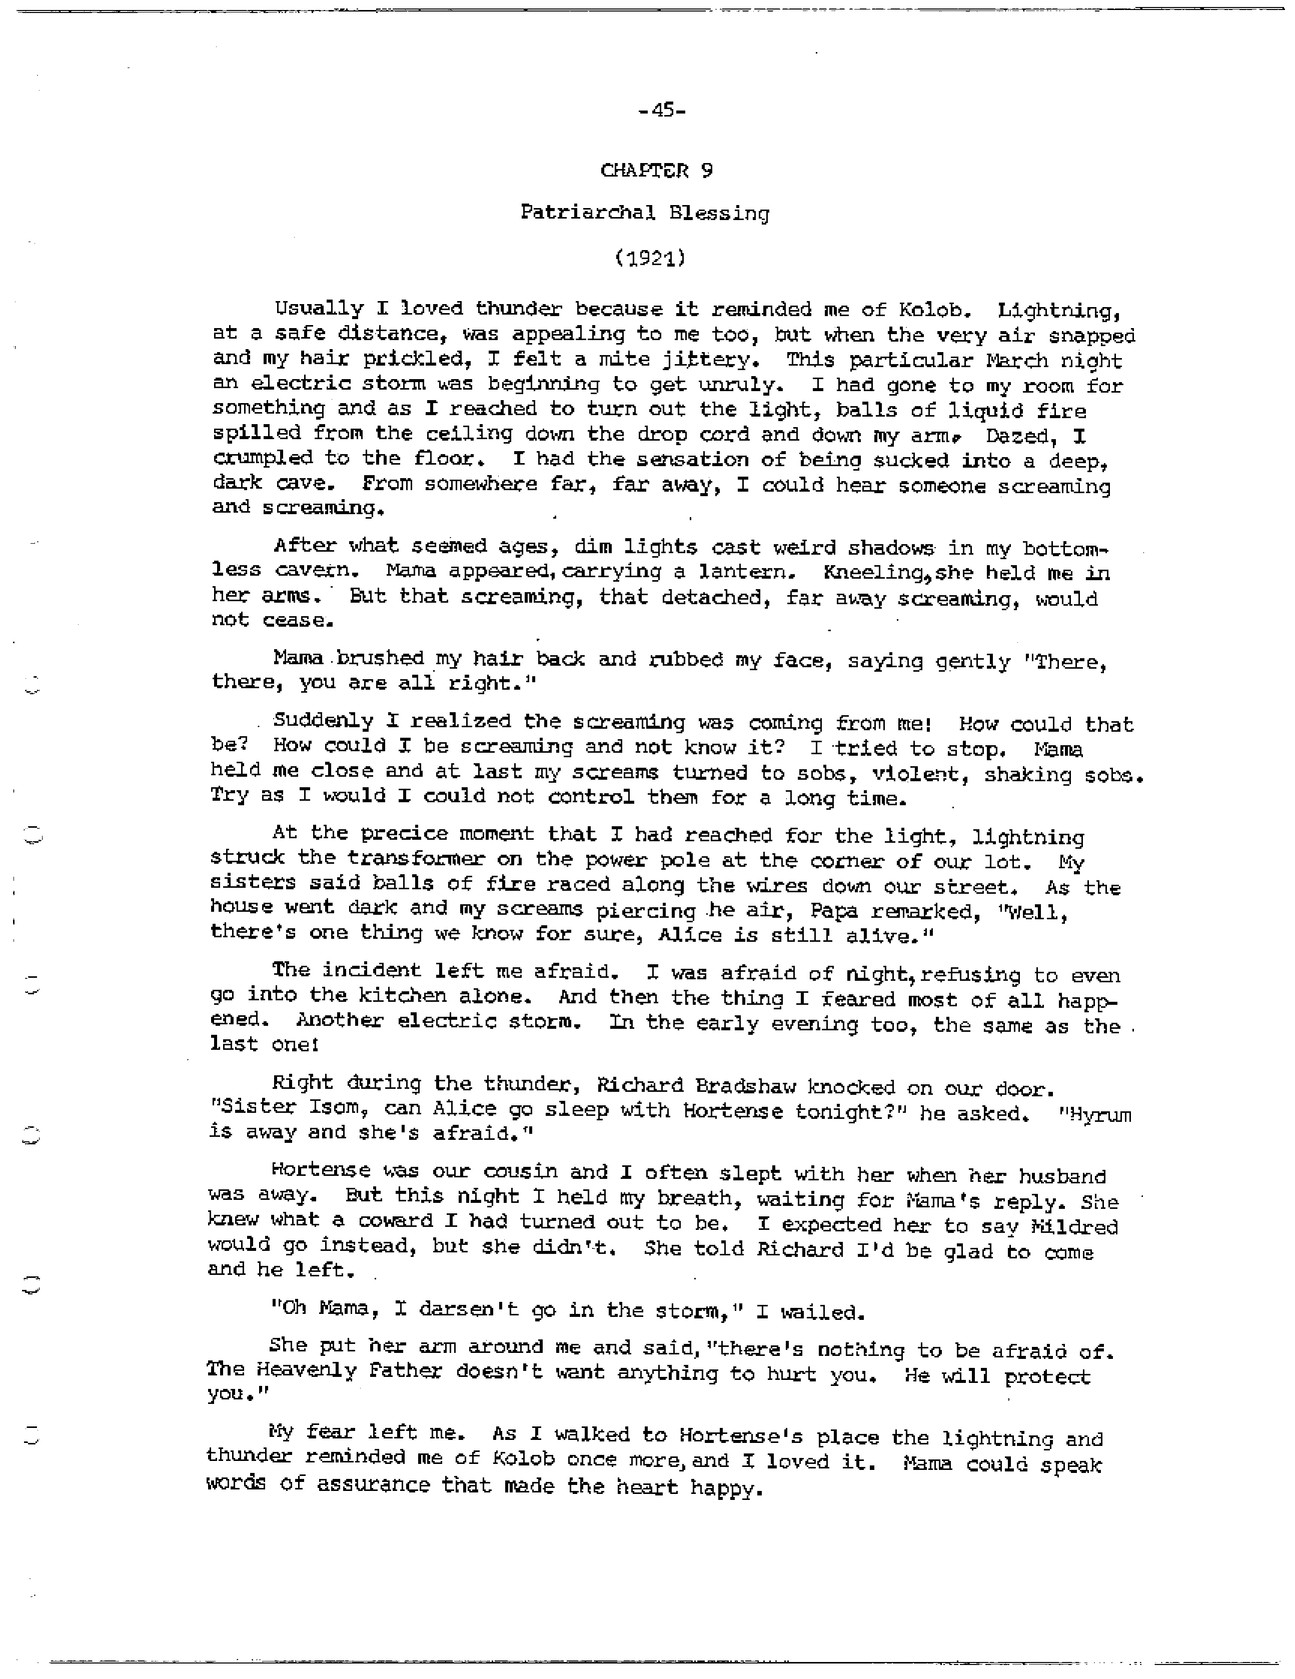 -45-
CHAPTER 9
Patriarchal Blessing
(1921)
Usually I loved thunder because it reminded me of Kolob. Lightning,
at a safe distance, was appealing to me too, but when the very air snapped
and my hair prickled, I felt a mite jittery. This particular March night
an electric storm was beginning to get unruly. I had gone to my room for
something and as I reached to turn out the light, balls of liquid fire
spilled from the ceiling down the drop cord and down my arm. Dazed, I
crumpled to the floor. I had the sensation of being sucked into a deep,
dark cave. From somewhere far, far away, I could hear someone screaming
and screaming.
After what seemed ages, dim lights cast weird shadows in my bottom-
less cavern. Mama appeared, carrying a lantern. Kneeling, she held me in
her arms. But that screaming, that detached, far away screaming, would
not cease.
Mama brushed my hair back and rubbed my face, saying gently "There,
there, you are all right."
Suddenly I realized the screaming was coming from me! How could that
be? How could I be screaming and not know it? I tried to stop. Mama
held me close and at last my screams turned to sobs, violent, shaking sobs.
Try as I would I could not control them for a long time.
At the precice moment that I had reached for the light, lightning
struck the transformer on the power pole at the corner of our lot. My
sisters said balls of fire raced along the wires down our street. As the
house went dark and my screams piercing he air, Papa remarked, "Well,
there's one thing we know for sure, Alice is still alive."
The incident left me afraid. I was afraid of night, refusing to even
go into the kitchen alone. And then the thing I feared most of all happ-
ened. Another electric storm. In the early evening too, the same as the
last one!
Right during the thunder, Richard Bradshaw knocked on our door.
"Sister Isom, can Alice go sleep with Hortense tonight?" he asked. "Hyrum
is away and she's afraid."
Hortense was our cousin and I often slept with her when her husband
was away. But this night I held my breath, waiting for Mama's reply. She
knew what a coward I had turned out to be. I expected her to say Mildred
would go instead, but she didn't. She told Richard I'd be glad to come
and he left.
"Oh Mama, I darsen't go in the storm," I wailed.
She put her arm around me and said, "there's nothing to be afraid of.
The Heavenly Father doesn't want anything to hurt you. He will protect
you."
My fear left me. As I walked to Hortense's place the lightning and
thunder reminded me of Kolob once more, and I loved it. Mama could speak
words of assurance that made the heart happy.